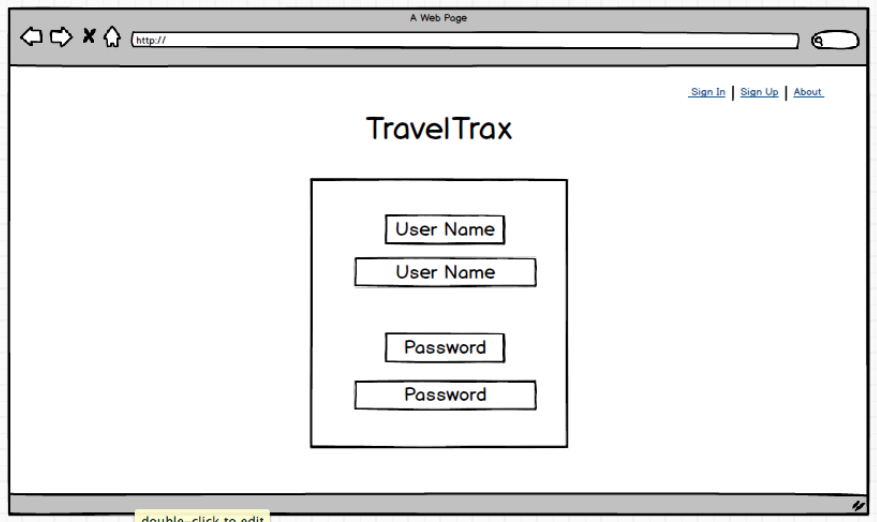 A Web Page
http://
Sign In | Sign Up | About
TravelTrax
User Name
User Name
Password
Password
double-click to edit